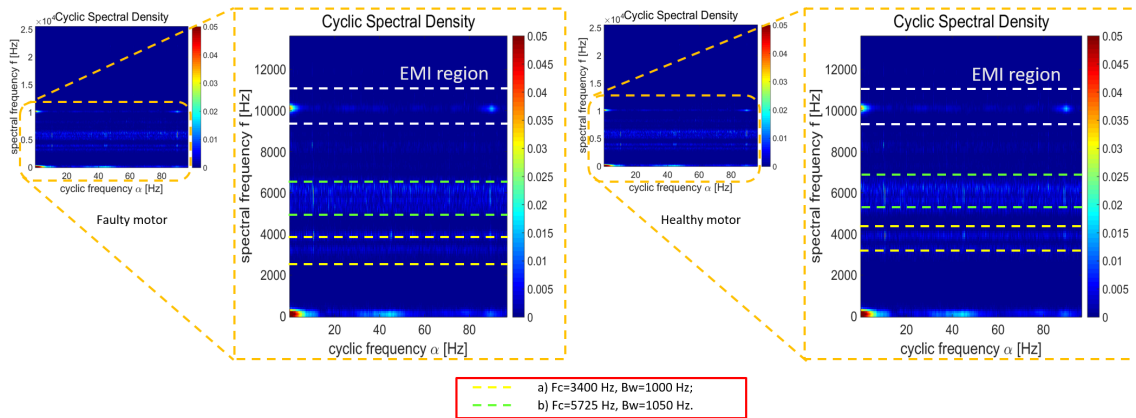 Cyclic Spectral Density
×10⁴
2.5
2
1.5
1
0.5
0
20 40 60 80
0.05
0.04
0.03
0.02
0.01
0
spectral frequency f [Hz]
cyclic frequency α [Hz]
Faulty motor
Cyclic Spectral Density
EMI region
12000
10000
8000
6000
4000
2000
0
20 40 60 80
0.05
0.045
0.04
0.035
0.03
0.025
0.02
0.015
0.01
0.005
0
spectral frequency f [Hz]
cyclic frequency α [Hz]
Cyclic Spectral Density
×10⁴
2.5
2
1.5
1
0.5
0
20 40 60 80
0.05
0.04
0.03
0.02
0.01
0
spectral frequency f [Hz]
cyclic frequency α [Hz]
Healthy motor
Cyclic Spectral Density
EMI region
12000
10000
8000
6000
4000
2000
0
20 40 60 80
0.05
0.045
0.04
0.035
0.03
0.025
0.02
0.015
0.01
0.005
0
spectral frequency f [Hz]
cyclic frequency α [Hz]
a) Fc=3400 Hz, Bw=1000 Hz;
b) Fc=5725 Hz, Bw=1050 Hz.